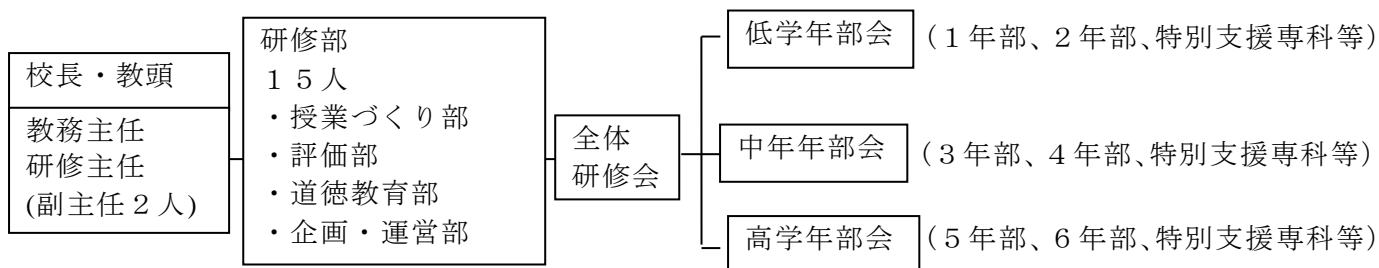 校長・教頭
教務主任
研修主任
(副主任２人)
研修部
１５人
・授業づくり部
・評価部
・道徳教育部
・企画・運営部
全体
研修会
低学年部会 (１年部、２年部、特別支援専科等)
中年年部会 (３年部、４年部、特別支援専科等)
高学年部会 (５年部、６年部、特別支援専科等)